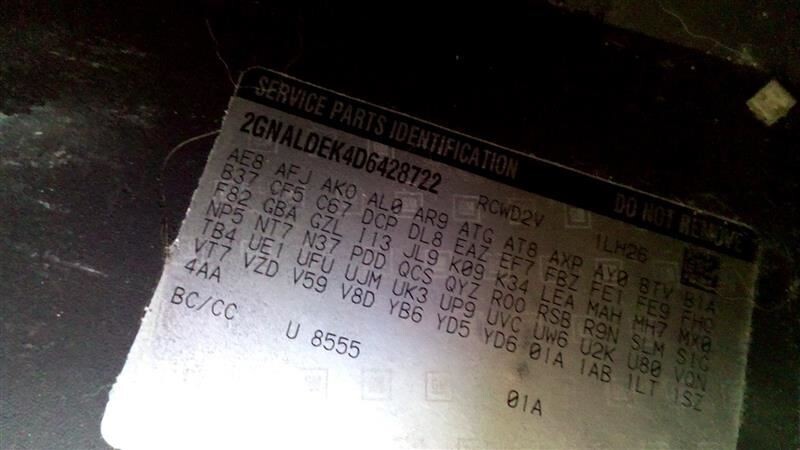 SERVICE PARTS IDENTIFICATION DO NOT REMOVE
2GNALDEK4D6428722 RCWD2V 1LH26
AE8 AFJ AKO AL0 AR9 ATG AT8 AXP AY0 BTV B1A
B37 CF5 C67 DCP DL8 EAZ EF7 FBZ FE1 FE9 FHO
F82 GBA GZL I13 JL9 K09 K34 LEA MAH MH7 MX0
NP5 NT7 N37 PDD QCS QYZ R00 RSB R9N SLM S1G
TB4 UE1 UFU UJM UK3 UP9 UVC UW6 U2K U80 VQN
VT7 VZD V59 V8D YB6 YD5 YD6 01A 1AB 1LT 1SZ
4AA
BC/CC U 8555 01A